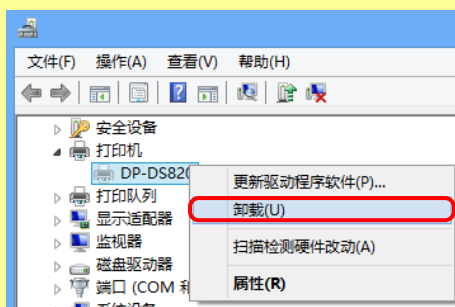 文件(F) 操作(A) 查看(V) 帮助(H)
安全设备
打印机
DP-DS820
更新驱动程序软件(P)...
打印队列
卸载(U)
显示适配器
监视器
扫描检测硬件改动(A)
磁盘驱动器
端口 (COM 和
属性(R)